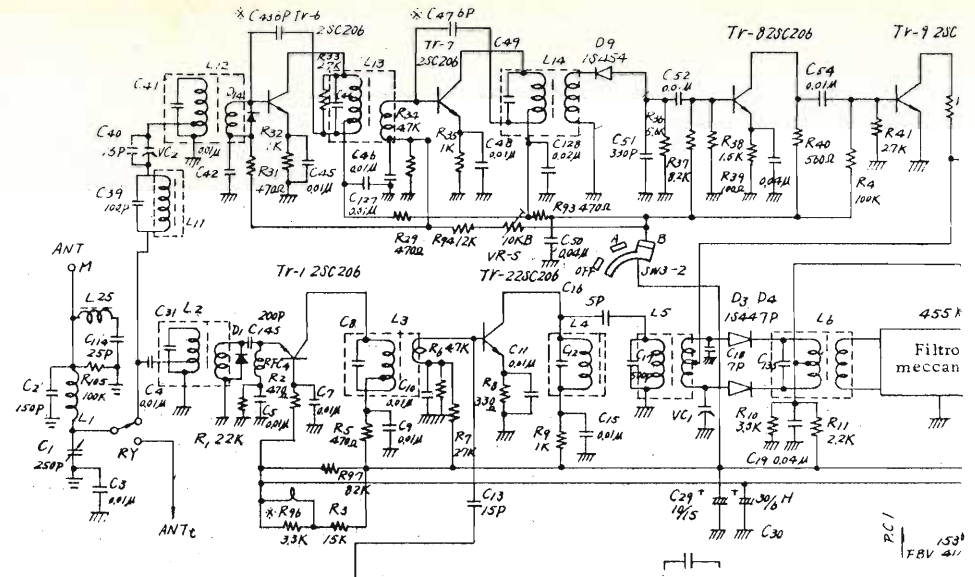 ※ C43 6P Tr-6
2SC206
※ C47 6P
Tr-7
2SC206
C49
D9
1S454
Tr-8 2SC206
Tr-9 2SC
L12
C41
R33
2.7K
L13
L14
C52
0.01μ
C54
0.01μ
C40
1.5P
VC2
0.01μ
C42
R32
1K
R31
470Ω
C45
0.01μ
R34
47K
C46
0.01μ
C127
0.01μ
R35
1K
C48
0.01μ
C128
0.02μ
C51
330P
R36
5.6K
R37
8.2K
R38
1.5K
R39
100Ω
0.04μ
R40
500Ω
R4
100K
R41
27K
C39
100P
L11
R29
470Ω
R94 12K
10KB
VR-5
R93 470Ω
C50
0.04μ
A
B
OFF
SW3-2
ANT
M
Tr-1 2SC206
Tr-2 2SC206
L25
C114
25P
R105
100K
C2
150P
L1
C1
250P
C3
0.01μ
RY
ANTt
C4
0.01μ
C31
L2
D1
C145
200P
RFC4
R2
470
C5
0.01μ
R1 22K
C7
0.01μ
C8
L3
C10
0.01μ
R6 47K
R5
470Ω
C9
0.01μ
R7
27K
C11
0.01μ
R8
330Ω
C16
5P
L4
C12
C15
0.01μ
R9
1K
L5
C17
500P
VC1
D3 D4
1S447P
C18
7P
C135
L6
R10
3.3K
R11
2.2K
C19 0.04μ
455K
Filtro
meccan
R97
82K
※ R96
3.3K
R3
15K
C13
15P
C29
10/15
30/6 H
C30
P.C1
FBV